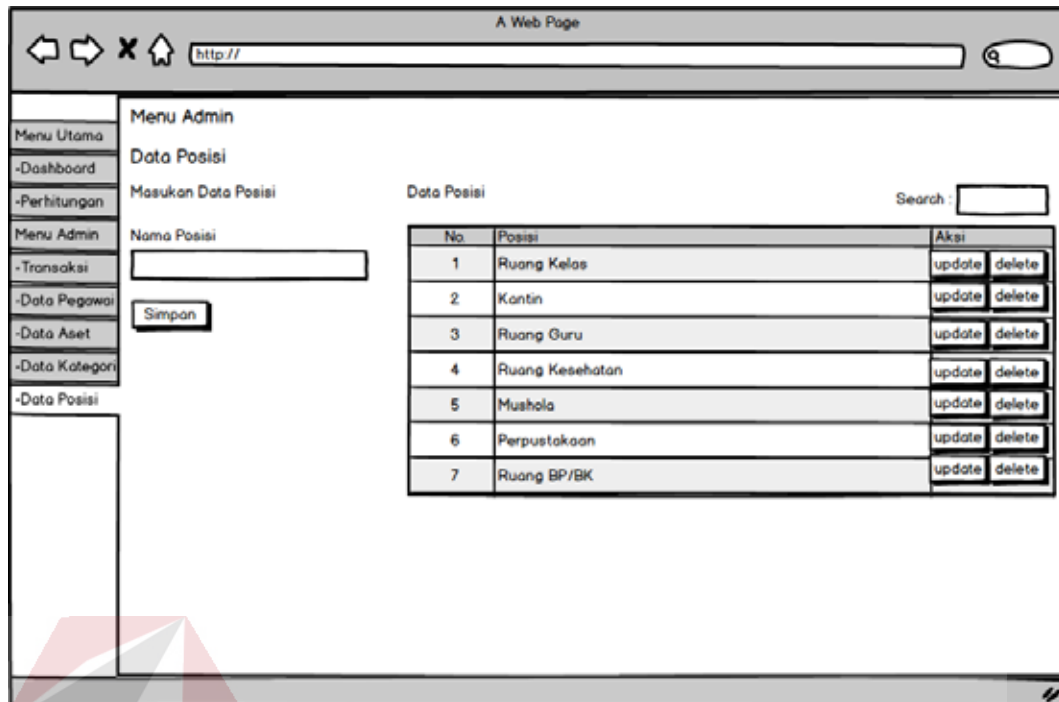 A Web Page
http://
Menu Utama
-Dashboard
-Perhitungan
Menu Admin
-Transaksi
-Data Pegawai
-Data Aset
-Data Kategori
-Data Posisi
Menu Admin
Data Posisi
Masukan Data Posisi
Nama Posisi
Simpan
Data Posisi
Search :
No. Posisi Aksi
1 Ruang Kelas update delete
2 Kantin update delete
3 Ruang Guru update delete
4 Ruang Kesehatan update delete
5 Mushola update delete
6 Perpustakaan update delete
7 Ruang BP/BK update delete